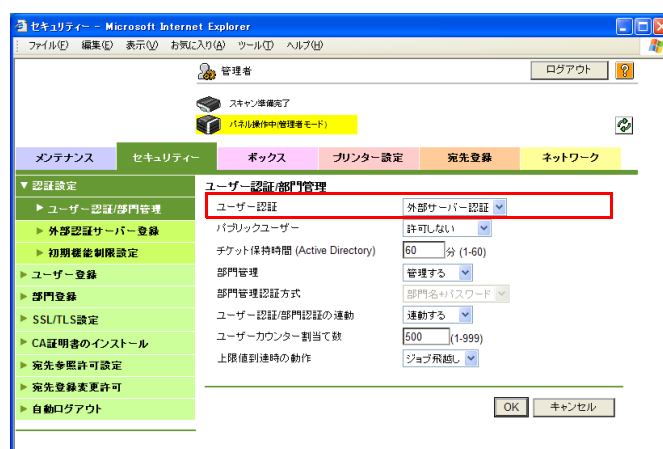 セキュリティー - Microsoft Internet Explorer
ファイル(F) 編集(E) 表示(V) お気に入り(A) ツール(T) ヘルプ(H)
管理者 ログアウト ?
スキャン準備完了
パネル操作中(管理者モード)
メンテナンス セキュリティー ボックス プリンター設定 宛先登録 ネットワーク
▼認証設定
▶ユーザー認証/部門管理
▶外部認証サーバー登録
▶初期機能制限設定
▶ユーザー登録
▶部門登録
▶SSL/TLS設定
▶CA証明書のインストール
▶宛先参照許可設定
▶宛先登録変更許可
▶自動ログアウト
ユーザー認証/部門管理
ユーザー認証 外部サーバー認証
パブリックユーザー 許可しない
チケット保持時間 (Active Directory) 60 分 (1-60)
部門管理 管理する
部門管理認証方式 部門名+パスワード
ユーザー認証/部門認証の連動 連動する
ユーザーカウンター割当て数 500 (1-999)
上限値到達時の動作 ジョブ飛越し
OK キャンセル